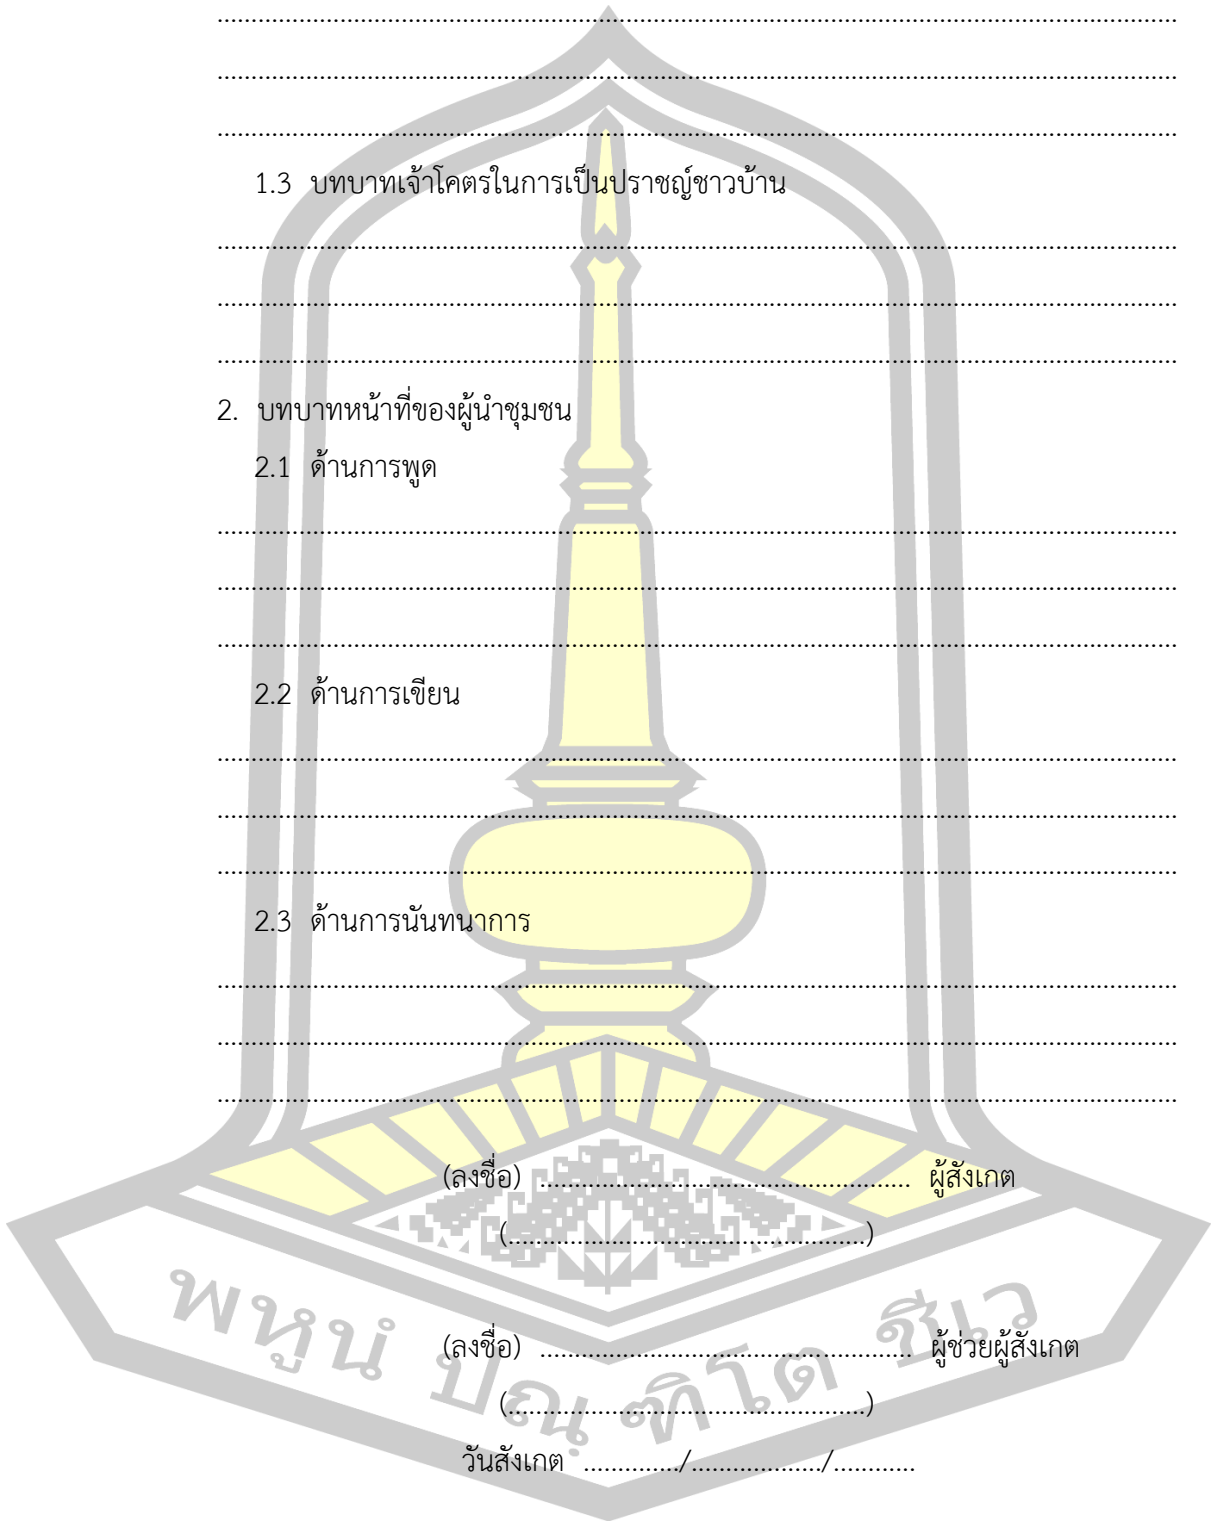 ................................................................................
................................................................................
................................................................................
1.3 บทบาทเจ้าโคตรในการเป็นปราชญ์ชาวบ้าน
................................................................................
................................................................................
................................................................................
2. บทบาทหน้าที่ของผู้นำชุมชน
2.1 ด้านการพูด
................................................................................
................................................................................
................................................................................
2.2 ด้านการเขียน
................................................................................
................................................................................
................................................................................
2.3 ด้านการนันทนาการ
................................................................................
................................................................................
................................................................................
(ลงชื่อ) ...................................................... ผู้สังเกต
(....................................................)
(ลงชื่อ) ...................................................... ผู้ช่วยผู้สังเกต
(....................................................)
วันสังเกต ............../.................../............
พหูนํ ปณฺฑิโต ชีเว